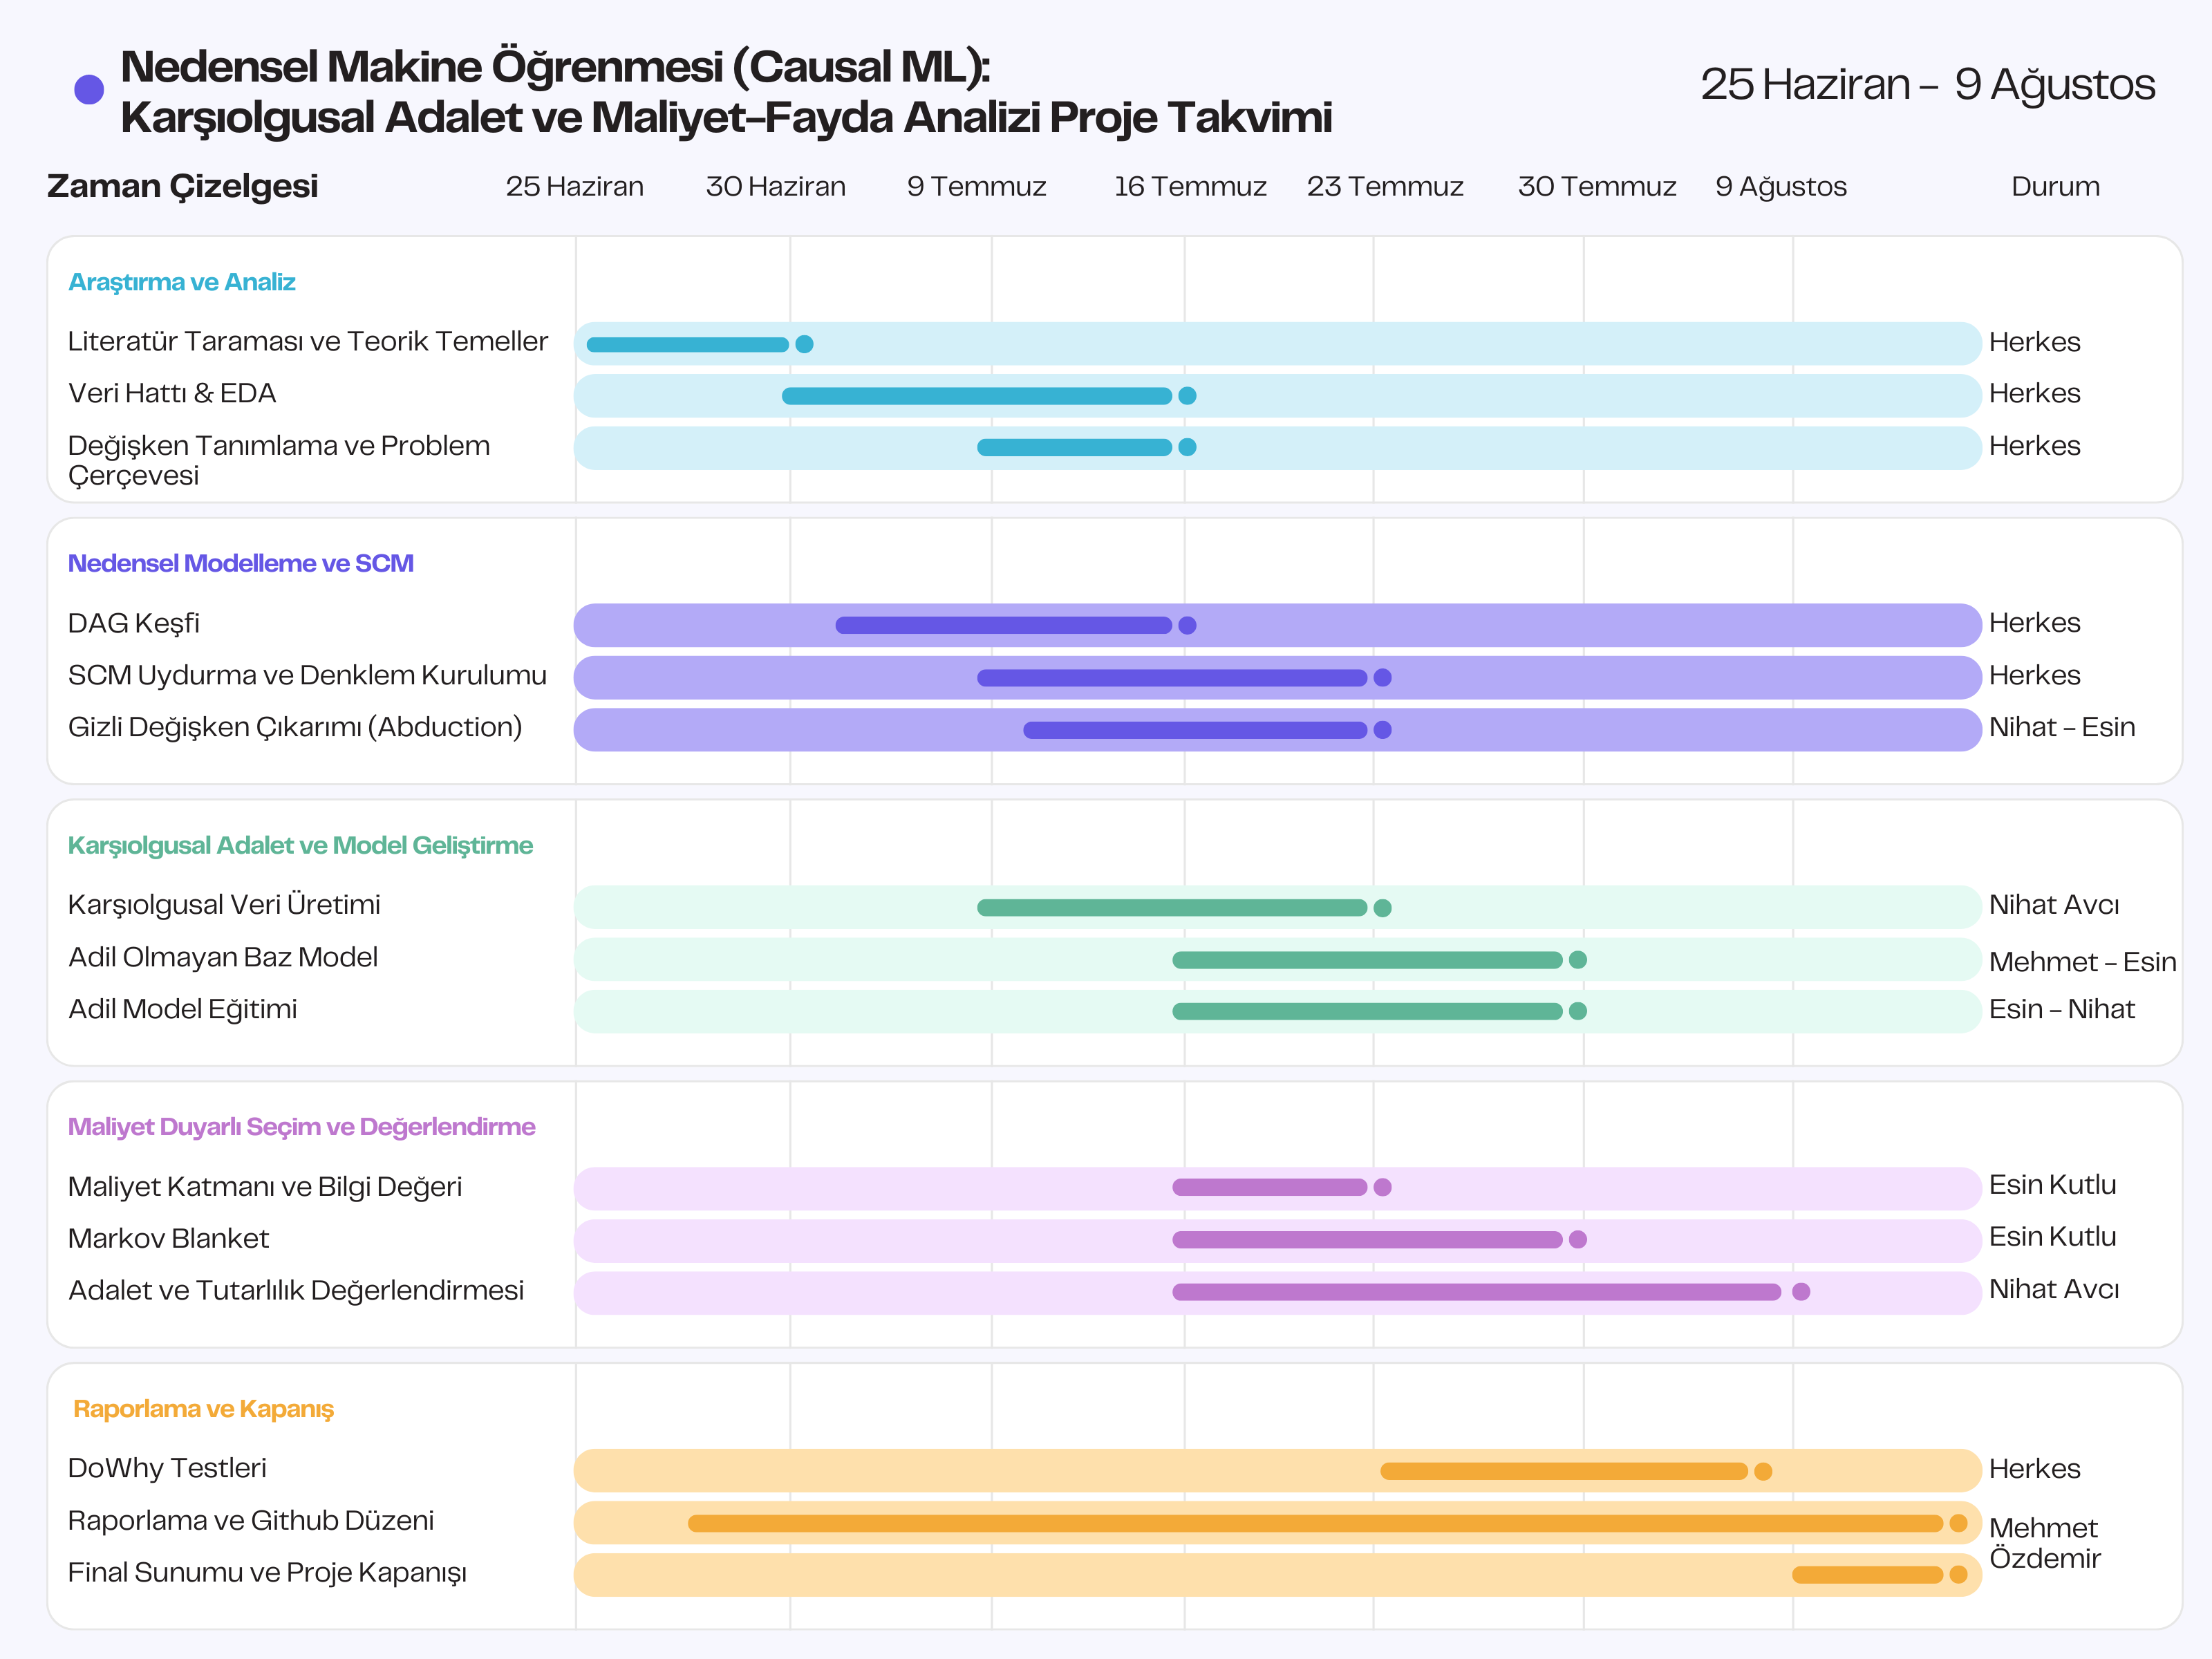 Nedensel Makine Öğrenmesi (Causal ML):
Karşıolgusal Adalet ve Maliyet-Fayda Analizi Proje Takvimi
25 Haziran - 9 Ağustos
Zaman Çizelgesi
25 Haziran
30 Haziran
9 Temmuz
16 Temmuz
23 Temmuz
30 Temmuz
9 Ağustos
Durum
Araştırma ve Analiz
Literatür Taraması ve Teorik Temeller
Herkes
Veri Hattı & EDA
Herkes
Değişken Tanımlama ve Problem
Çerçevesi
Herkes
Nedensel Modelleme ve SCM
DAG Keşfi
Herkes
SCM Uydurma ve Denklem Kurulumu
Herkes
Gizli Değişken Çıkarımı (Abduction)
Nihat - Esin
Karşıolgusal Adalet ve Model Geliştirme
Karşıolgusal Veri Üretimi
Nihat Avcı
Adil Olmayan Baz Model
Mehmet - Esin
Adil Model Eğitimi
Esin - Nihat
Maliyet Duyarlı Seçim ve Değerlendirme
Maliyet Katmanı ve Bilgi Değeri
Esin Kutlu
Markov Blanket
Esin Kutlu
Adalet ve Tutarlılık Değerlendirmesi
Nihat Avcı
Raporlama ve Kapanış
DoWhy Testleri
Herkes
Raporlama ve Github Düzeni
Mehmet
Özdemir
Final Sunumu ve Proje Kapanışı